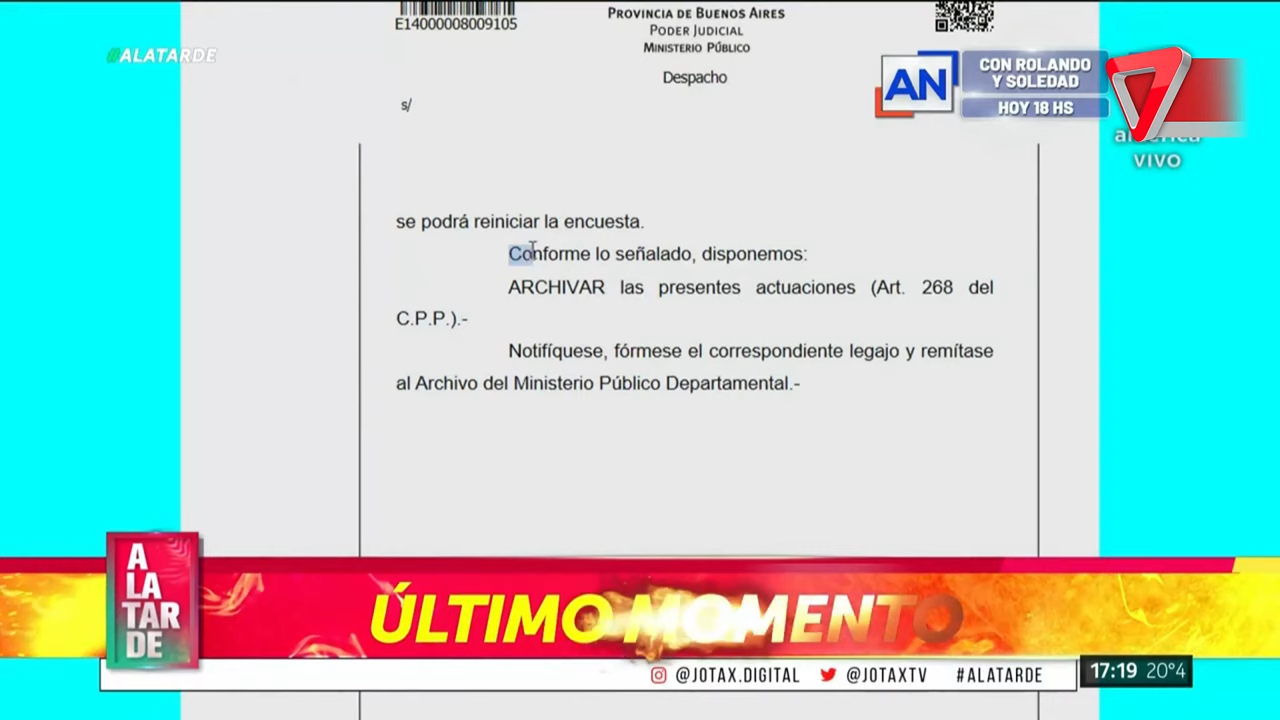 E14000008009105
PROVINCIA DE BUENOS AIRES
PODER JUDICIAL
MINISTERIO PÚBLICO
Despacho
s/
#ALATARDE
AN
CON ROLANDO
Y SOLEDAD
HOY 18 HS
américa
VIVO
se podrá reiniciar la encuesta.
Conforme lo señalado, disponemos:
ARCHIVAR las presentes actuaciones (Art. 268 del
C.P.P.).-
Notifíquese, fórmese el correspondiente legajo y remítase
al Archivo del Ministerio Público Departamental.-
A
LA
TAR
DE
ÚLTIMO MOMENTO
@JOTAX.DIGITAL @JOTAXTV #ALATARDE
17:19 20°4